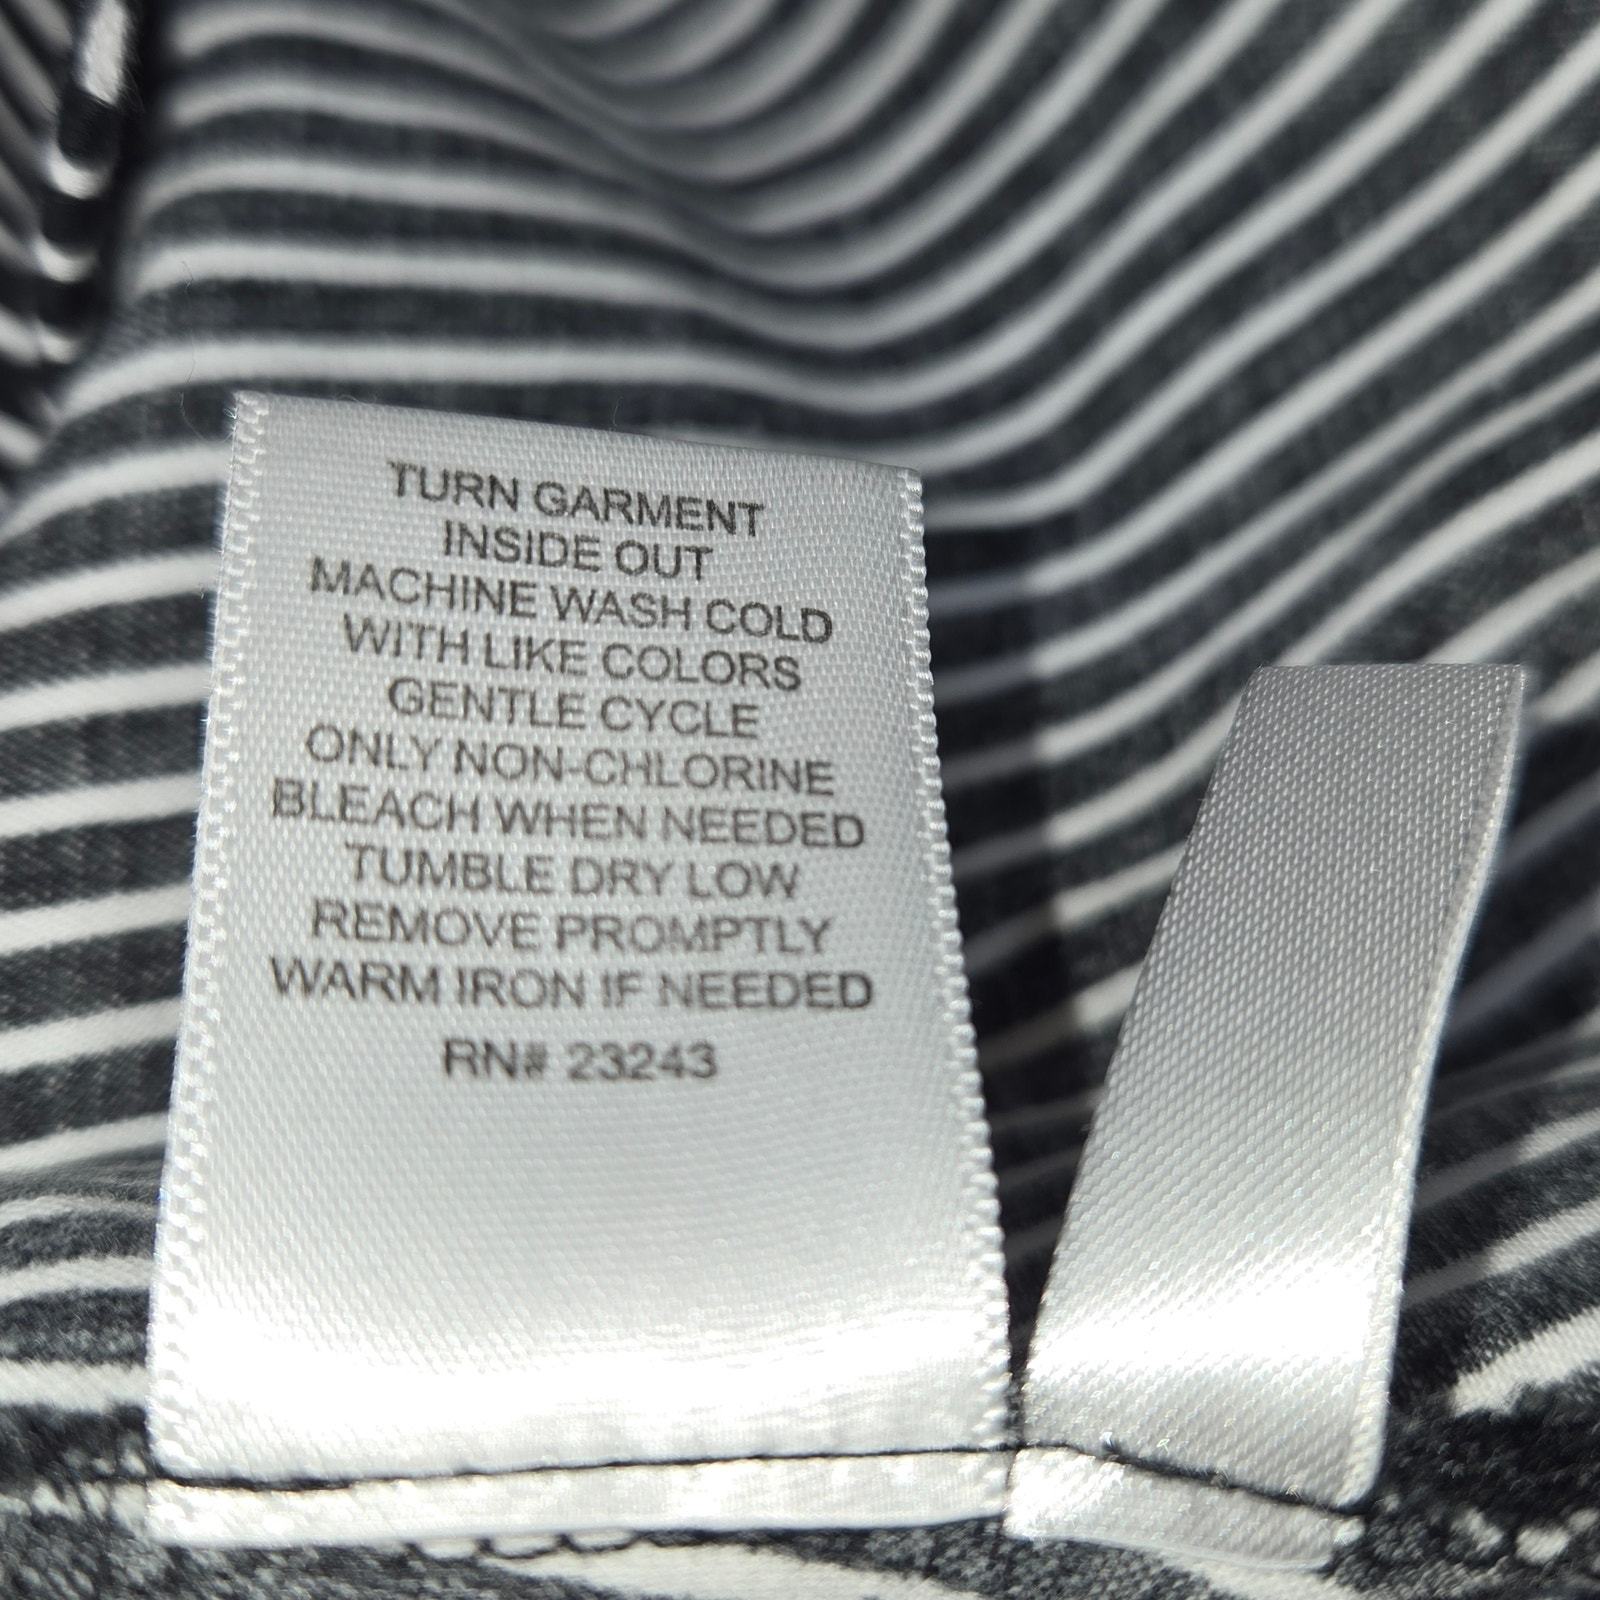 TURN GARMENT
INSIDE OUT
MACHINE WASH COLD
WITH LIKE COLORS
GENTLE CYCLE
ONLY NON-CHLORINE
BLEACH WHEN NEEDED
TUMBLE DRY LOW
REMOVE PROMPTLY
WARM IRON IF NEEDED
RN# 23243